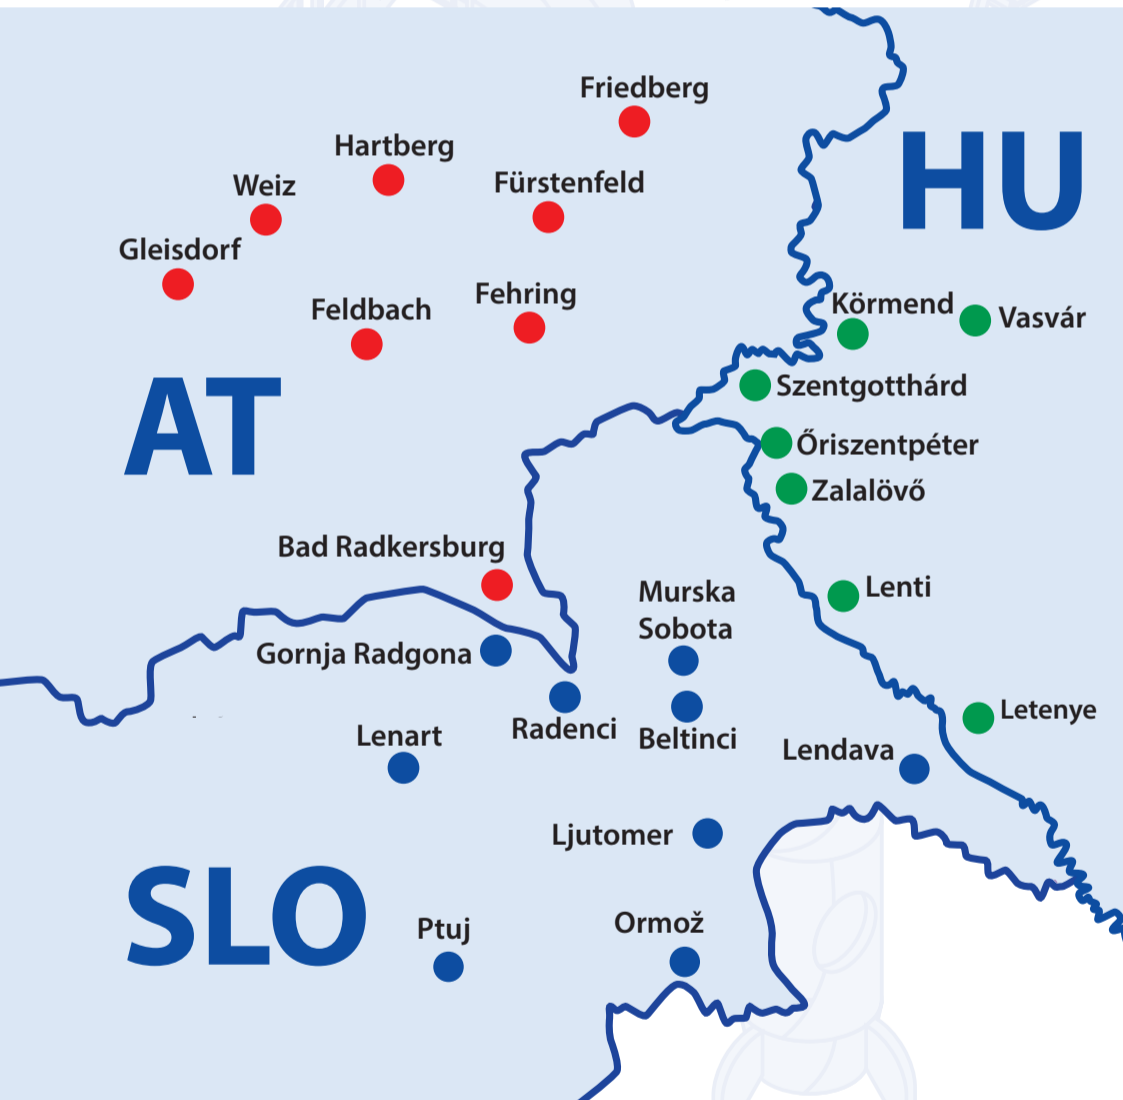 Friedberg
Hartberg
HU
Weiz
Fürstenfeld
Gleisdorf
Fehring
Körmend
Feldbach
Vasvár
Szentgotthárd
AT
Őriszentpéter
Zalalövő
Bad Radkersburg
Lenti
Murska
Sobota
Gornja Radgona
Letenye
Radenci
Lenart
Beltinci
Lendava
Ljutomer
SLO
Ormož
Ptuj